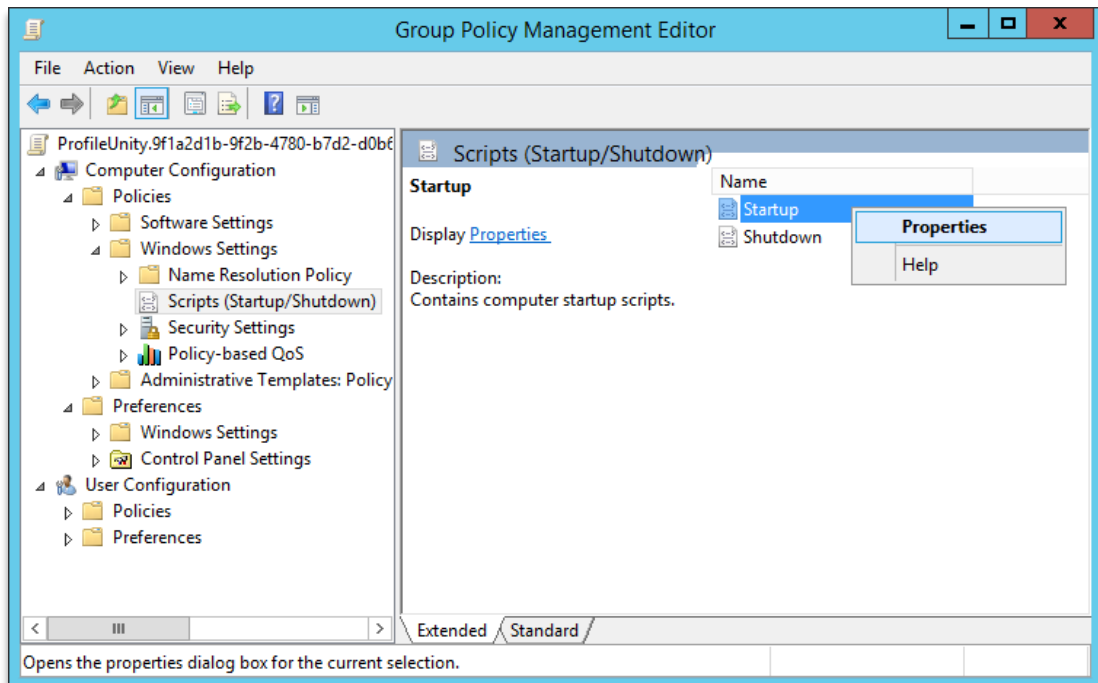 Group Policy Management Editor
File Action View Help
ProfileUnity.9f1a2d1b-9f2b-4780-b7d2-d0b6
Computer Configuration
Policies
Software Settings
Windows Settings
Name Resolution Policy
Scripts (Startup/Shutdown)
Security Settings
Policy-based QoS
Administrative Templates: Policy
Preferences
Windows Settings
Control Panel Settings
User Configuration
Policies
Preferences
Scripts (Startup/Shutdown)
Startup
Display Properties
Description:
Contains computer startup scripts.
Name
Startup
Shutdown
Properties
Help
Extended Standard
Opens the properties dialog box for the current selection.